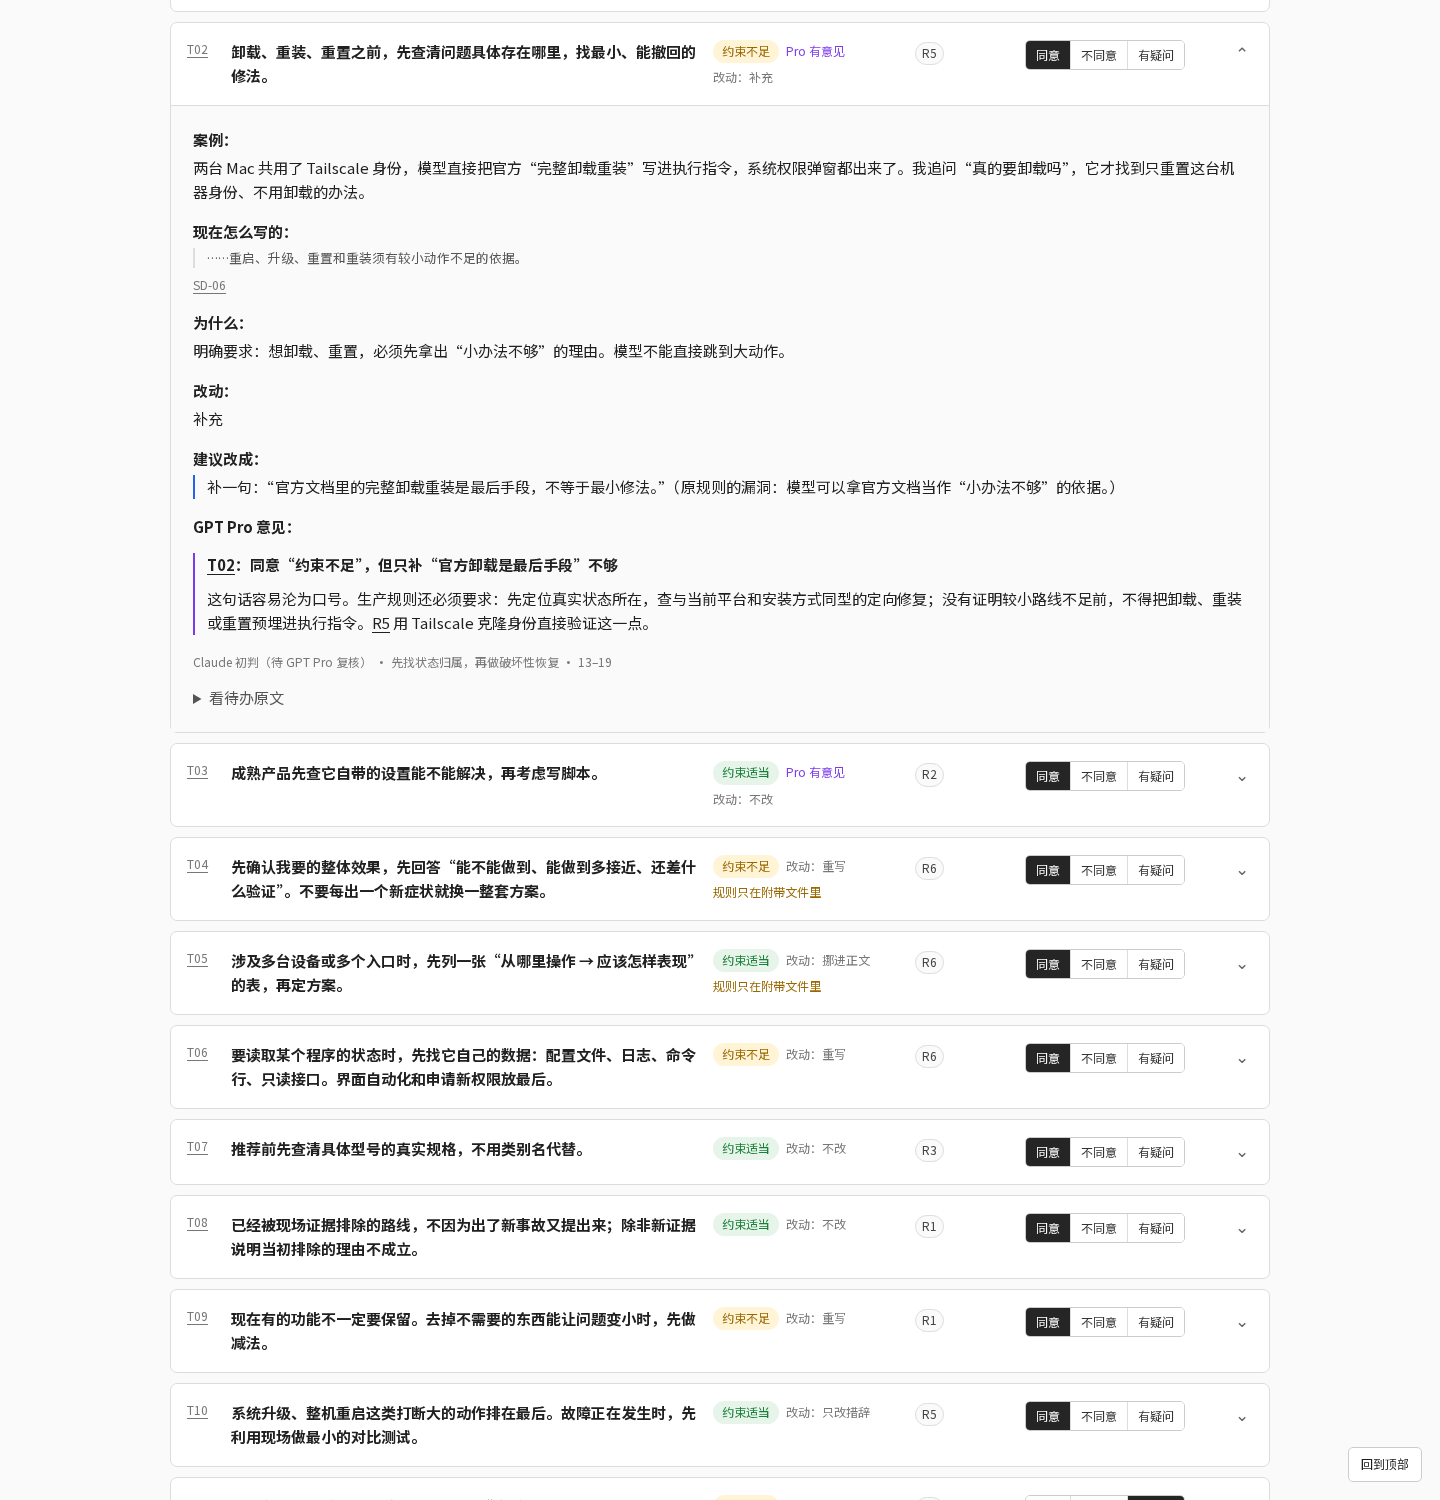 T02
卸载、重装、重置之前，先查清问题具体存在哪里，找最小、能撤回的
修法。
约束不足 Pro 有意见
改动：补充
R5
同意 不同意 有疑问
案例：
两台 Mac 共用了 Tailscale 身份，模型直接把官方“完整卸载重装”写进执行指令，系统权限弹窗都出来了。我追问“真的要卸载吗”，它才找到只重置这台机
器身份、不用卸载的办法。
现在怎么写的：
……重启、升级、重置和重装须有较小动作不足的依据。
SD-06
为什么：
明确要求：想卸载、重置，必须先拿出“小办法不够”的理由。模型不能直接跳到大动作。
改动：
补充
建议改成：
补一句：“官方文档里的完整卸载重装是最后手段，不等于最小修法。”（原规则的漏洞：模型可以拿官方文档当作“小办法不够”的依据。）
GPT Pro 意见：
T02：同意“约束不足”，但只补“官方卸载是最后手段”不够
这句话容易沦为口号。生产规则还必须要求：先定位真实状态所在，查与当前平台和安装方式同型的定向修复；没有证明较小路线不足前，不得把卸载、重装
或重置预埋进执行指令。R5 用 Tailscale 克隆身份直接验证这一点。
Claude 初判（待 GPT Pro 复核） • 先找状态归属，再做破坏性恢复 • 13–19
▶ 看待办原文
T03
成熟产品先查它自带的设置能不能解决，再考虑写脚本。
约束适当 Pro 有意见
改动：不改
R2
同意 不同意 有疑问
T04
先确认我要的整体效果，先回答“能不能做到、能做到多接近、还差什
么验证”。不要每出一个新症状就换一整套方案。
约束不足 改动：重写
规则只在附带文件里
R6
同意 不同意 有疑问
T05
涉及多台设备或多个入口时，先列一张“从哪里操作 → 应该怎样表现”
的表，再定方案。
约束适当 改动：挪进正文
规则只在附带文件里
R6
同意 不同意 有疑问
T06
要读取某个程序的状态时，先找它自己的数据：配置文件、日志、命令
行、只读接口。界面自动化和申请新权限放最后。
约束不足 改动：重写
R6
同意 不同意 有疑问
T07
推荐前先查清具体型号的真实规格，不用类别名代替。
约束适当 改动：不改
R3
同意 不同意 有疑问
T08
已经被现场证据排除的路线，不因为出了新事故又提出来；除非新证据
说明当初排除的理由不成立。
约束适当 改动：不改
R1
同意 不同意 有疑问
T09
现在有的功能不一定要保留。去掉不需要的东西能让问题变小时，先做
减法。
约束不足 改动：重写
R1
同意 不同意 有疑问
T10
系统升级、整机重启这类打断大的动作排在最后。故障正在发生时，先
利用现场做最小的对比测试。
约束适当 改动：只改措辞
R5
同意 不同意 有疑问
回到顶部